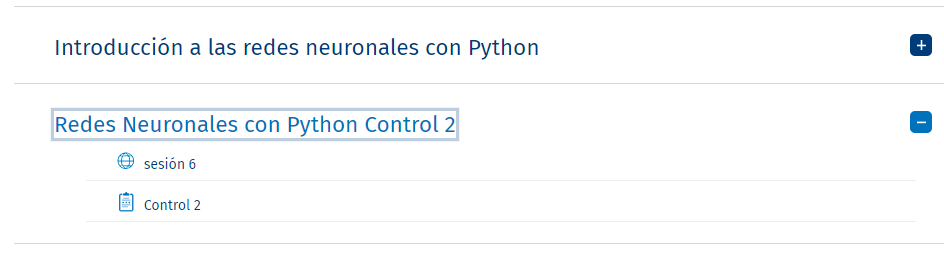 Introducción a las redes neuronales con Python
Redes Neuronales con Python Control 2
sesión 6
Control 2